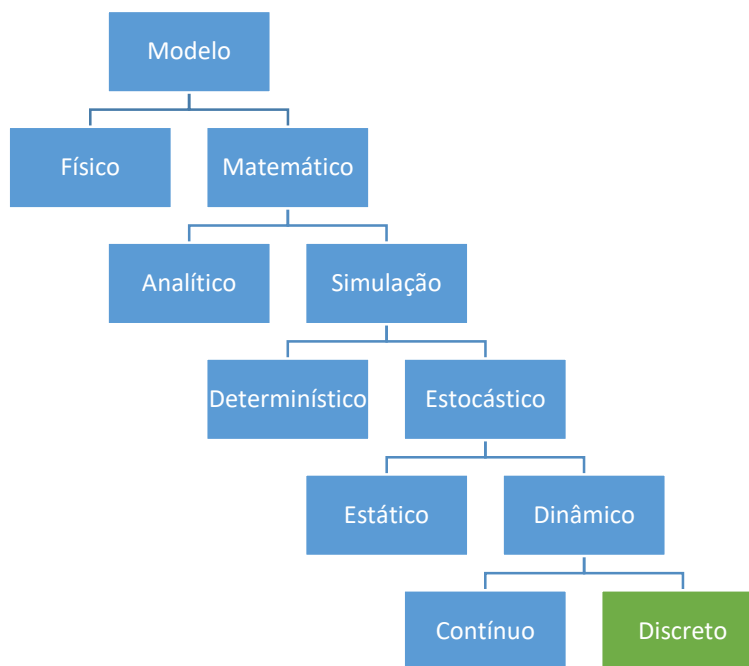 Modelo
Físico
Matemático
Analítico
Simulação
Determinístico
Estocástico
Estático
Dinâmico
Contínuo
Discreto